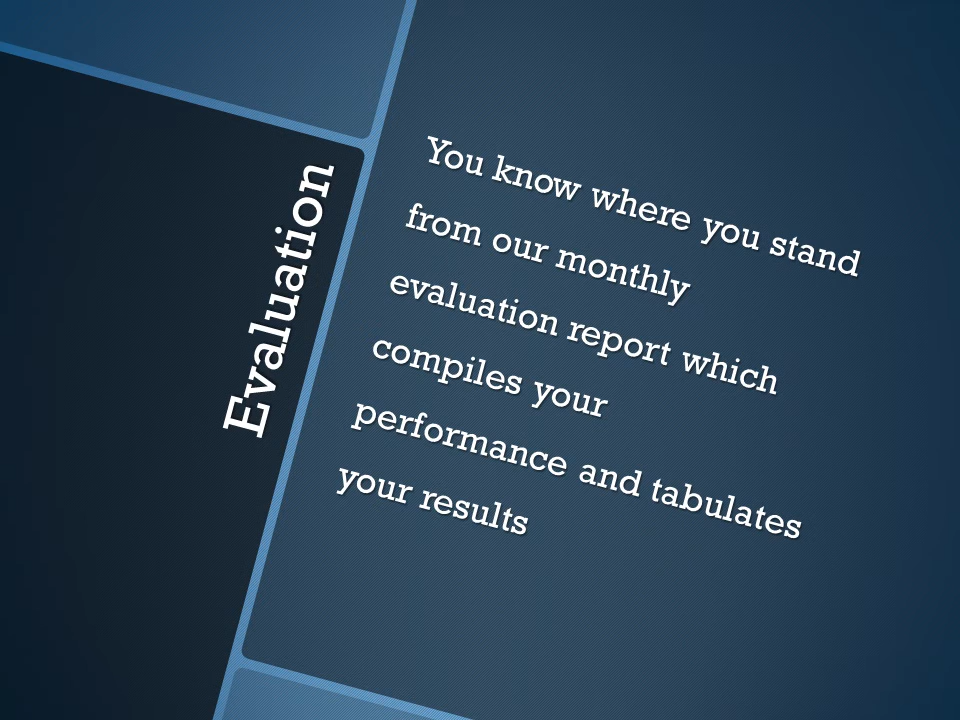 Evaluation
You know where you stand
from our monthly
evaluation report which
compiles your
performance and tabulates
your results